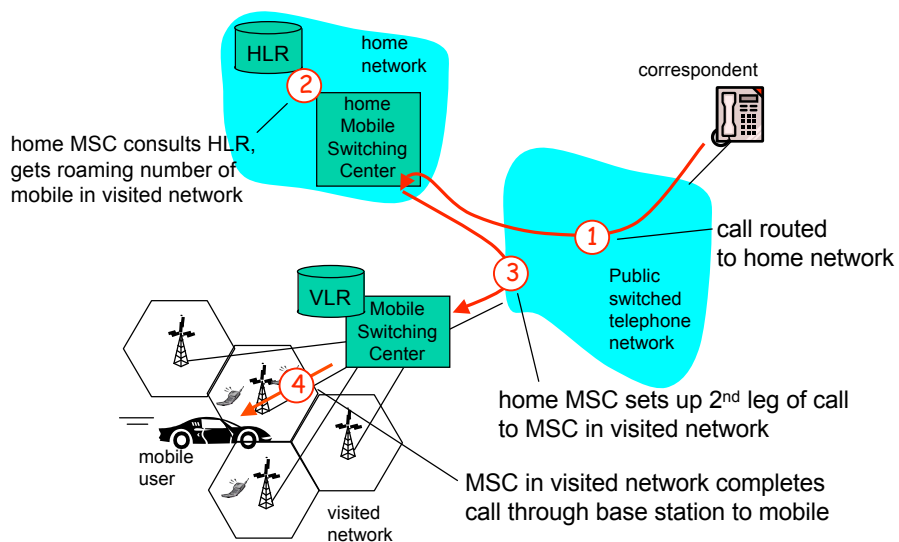 HLR
home
network
2
home
Mobile
Switching
Center
correspondent
home MSC consults HLR,
gets roaming number of
mobile in visited network
1
call routed
to home network
3
Public
switched
telephone
network
VLR
Mobile
Switching
Center
4
home MSC sets up 2nd leg of call
to MSC in visited network
mobile
user
MSC in visited network completes
call through base station to mobile
visited
network